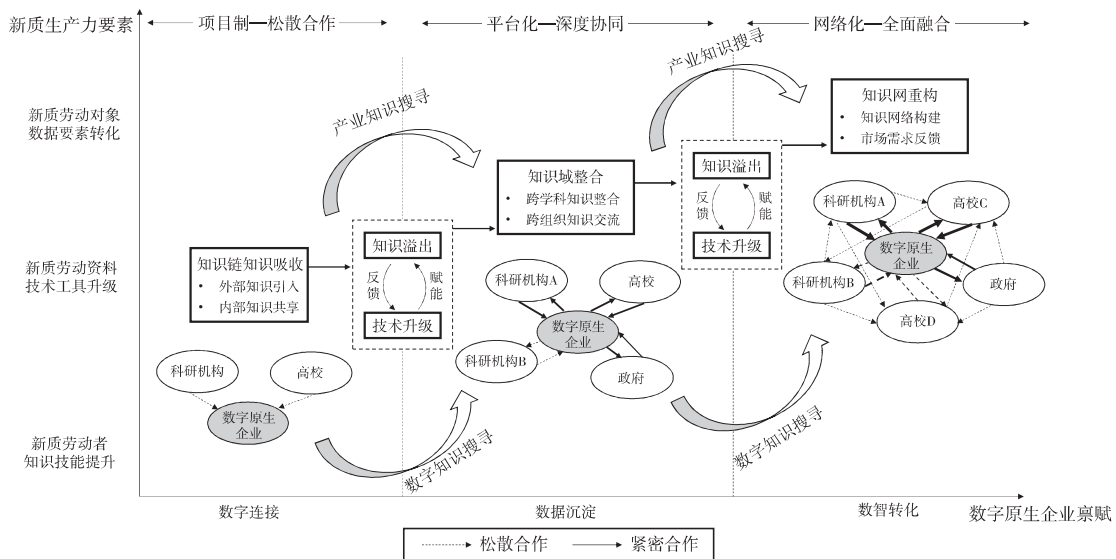 新质生产力要素
项目制—松散合作
平台化—深度协同
网络化—全面融合
新质劳动对象
数据要素转化
新质劳动资料
技术工具升级
新质劳动者
知识技能提升
产业知识搜寻
知识链知识吸收
• 外部知识引入
• 内部知识共享
知识溢出
反馈
赋能
技术升级
科研机构
高校
数字原生
企业
数字知识搜寻
产业知识搜寻
知识域整合
• 跨学科知识整合
• 跨组织知识交流
知识溢出
反馈
赋能
技术升级
科研机构A
高校
数字原生
企业
科研机构B
政府
数字知识搜寻
知识网重构
• 知识网络构建
• 市场需求反馈
科研机构A
高校C
数字原生
企业
科研机构B
政府
高校D
数字连接
数据沉淀
数智转化
数字原生企业禀赋
松散合作
紧密合作